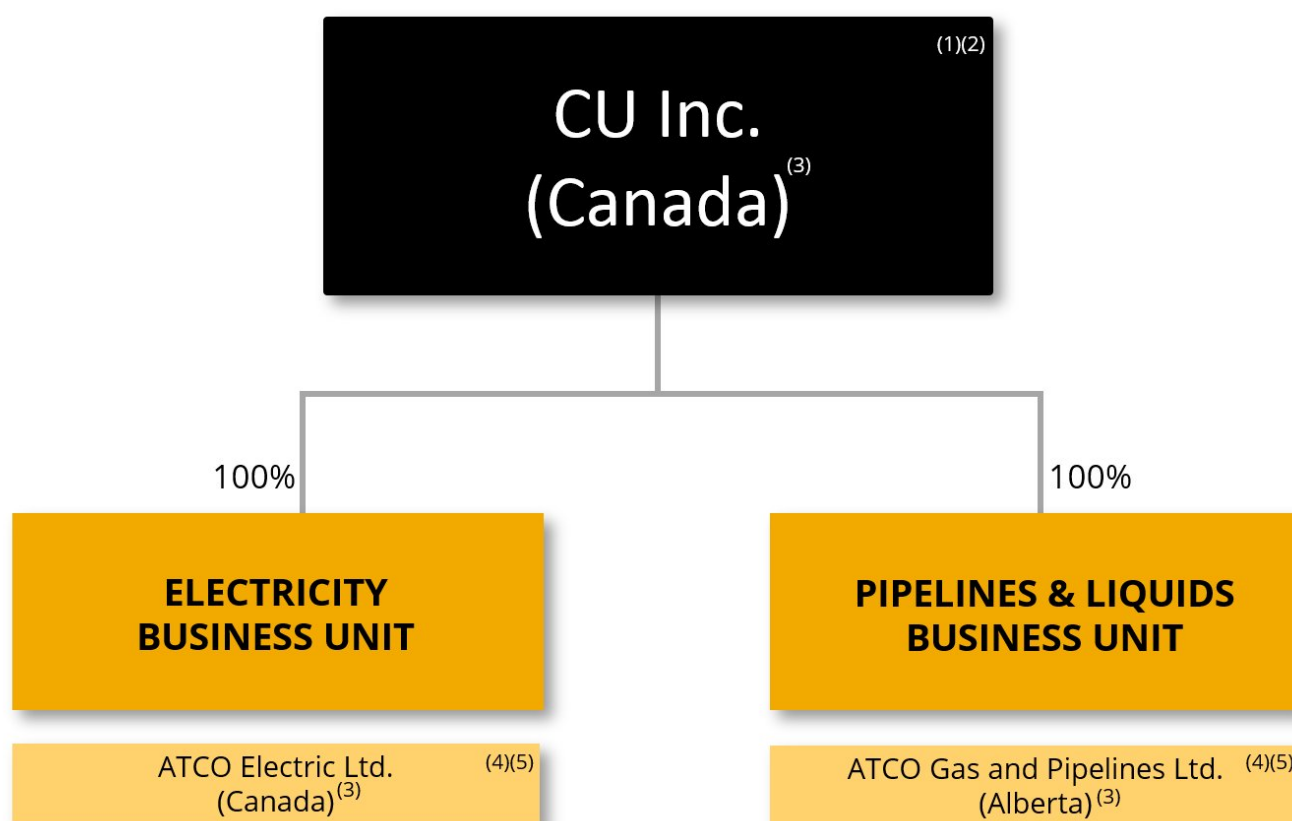 (1)(2)
CU Inc.
(Canada)(3)
100%
100%
ELECTRICITY
BUSINESS UNIT
PIPELINES & LIQUIDS
BUSINESS UNIT
ATCO Electric Ltd. (4)(5)
(Canada)(3)
ATCO Gas and Pipelines Ltd. (4)(5)
(Alberta)(3)